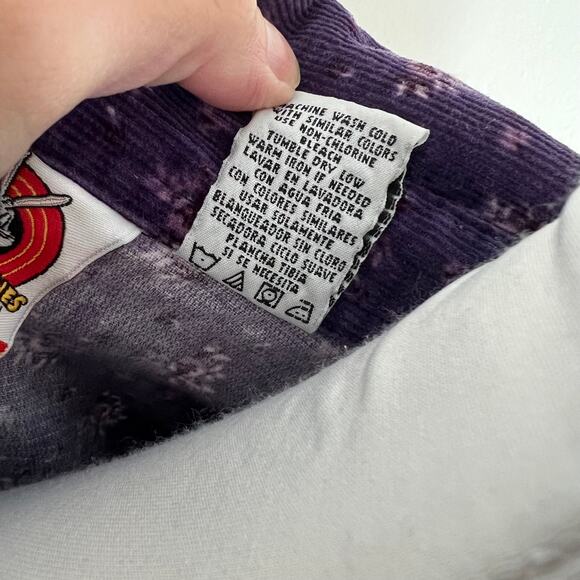 MACHINE WASH COLD
WITH SIMILAR COLORS
USE NON-CHLORINE
BLEACH
TUMBLE DRY LOW
WARM IRON IF NEEDED
LAVAR EN LAVADORA
CON AGUA FRIA
CON COLORES SIMILARES
USAR SOLAMENTE
BLANQUEADOR SIN CLORO
SECADORA CICLO SUAVE
PLANCHA TIBIA
SI SE NECESITA